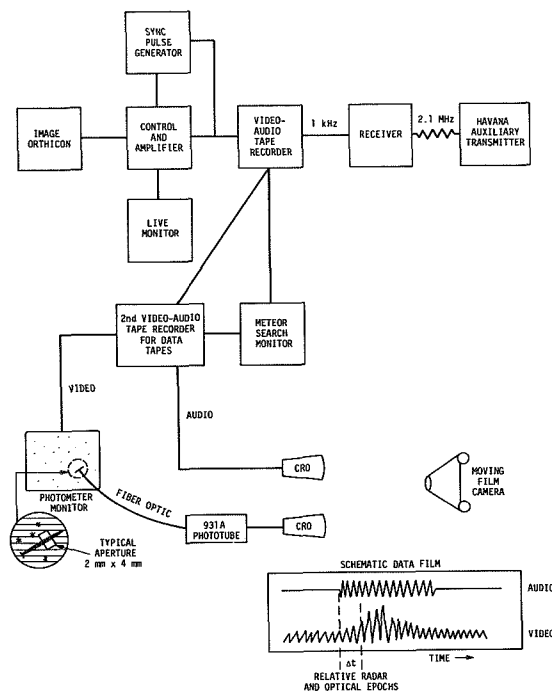 SYNC
PULSE
GENERATOR
IMAGE
ORTHICON
CONTROL
AND
AMPLIFIER
VIDEO-
AUDIO
TAPE
RECORDER
1 kHz
RECEIVER
2.1 MHz
HAVANA
AUXILIARY
TRANSMITTER
LIVE
MONITOR
2nd VIDEO-AUDIO
TAPE RECORDER
FOR DATA
TAPES
METEOR
SEARCH
MONITOR
VIDEO
AUDIO
CRO
MOVING
FILM
CAMERA
PHOTOMETER
MONITOR
FIBER OPTIC
931A
PHOTOTUBE
CRO
TYPICAL
APERTURE
2 mm x 4 mm
SCHEMATIC DATA FILM
AUDIO
VIDEO
Δt
TIME →
RELATIVE RADAR
AND OPTICAL EPOCHS